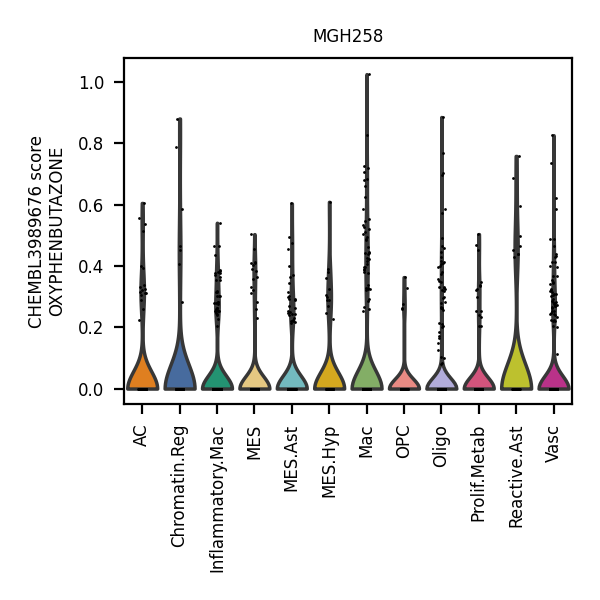 MGH258
CHEMBL3989676 score
OXYPHENBUTAZONE
1.0
0.8
0.6
0.4
0.2
0.0
AC
Chromatin.Reg
Inflammatory.Mac
MES
MES.Ast
MES.Hyp
Mac
OPC
Oligo
Prolif.Metab
Reactive.Ast
Vasc